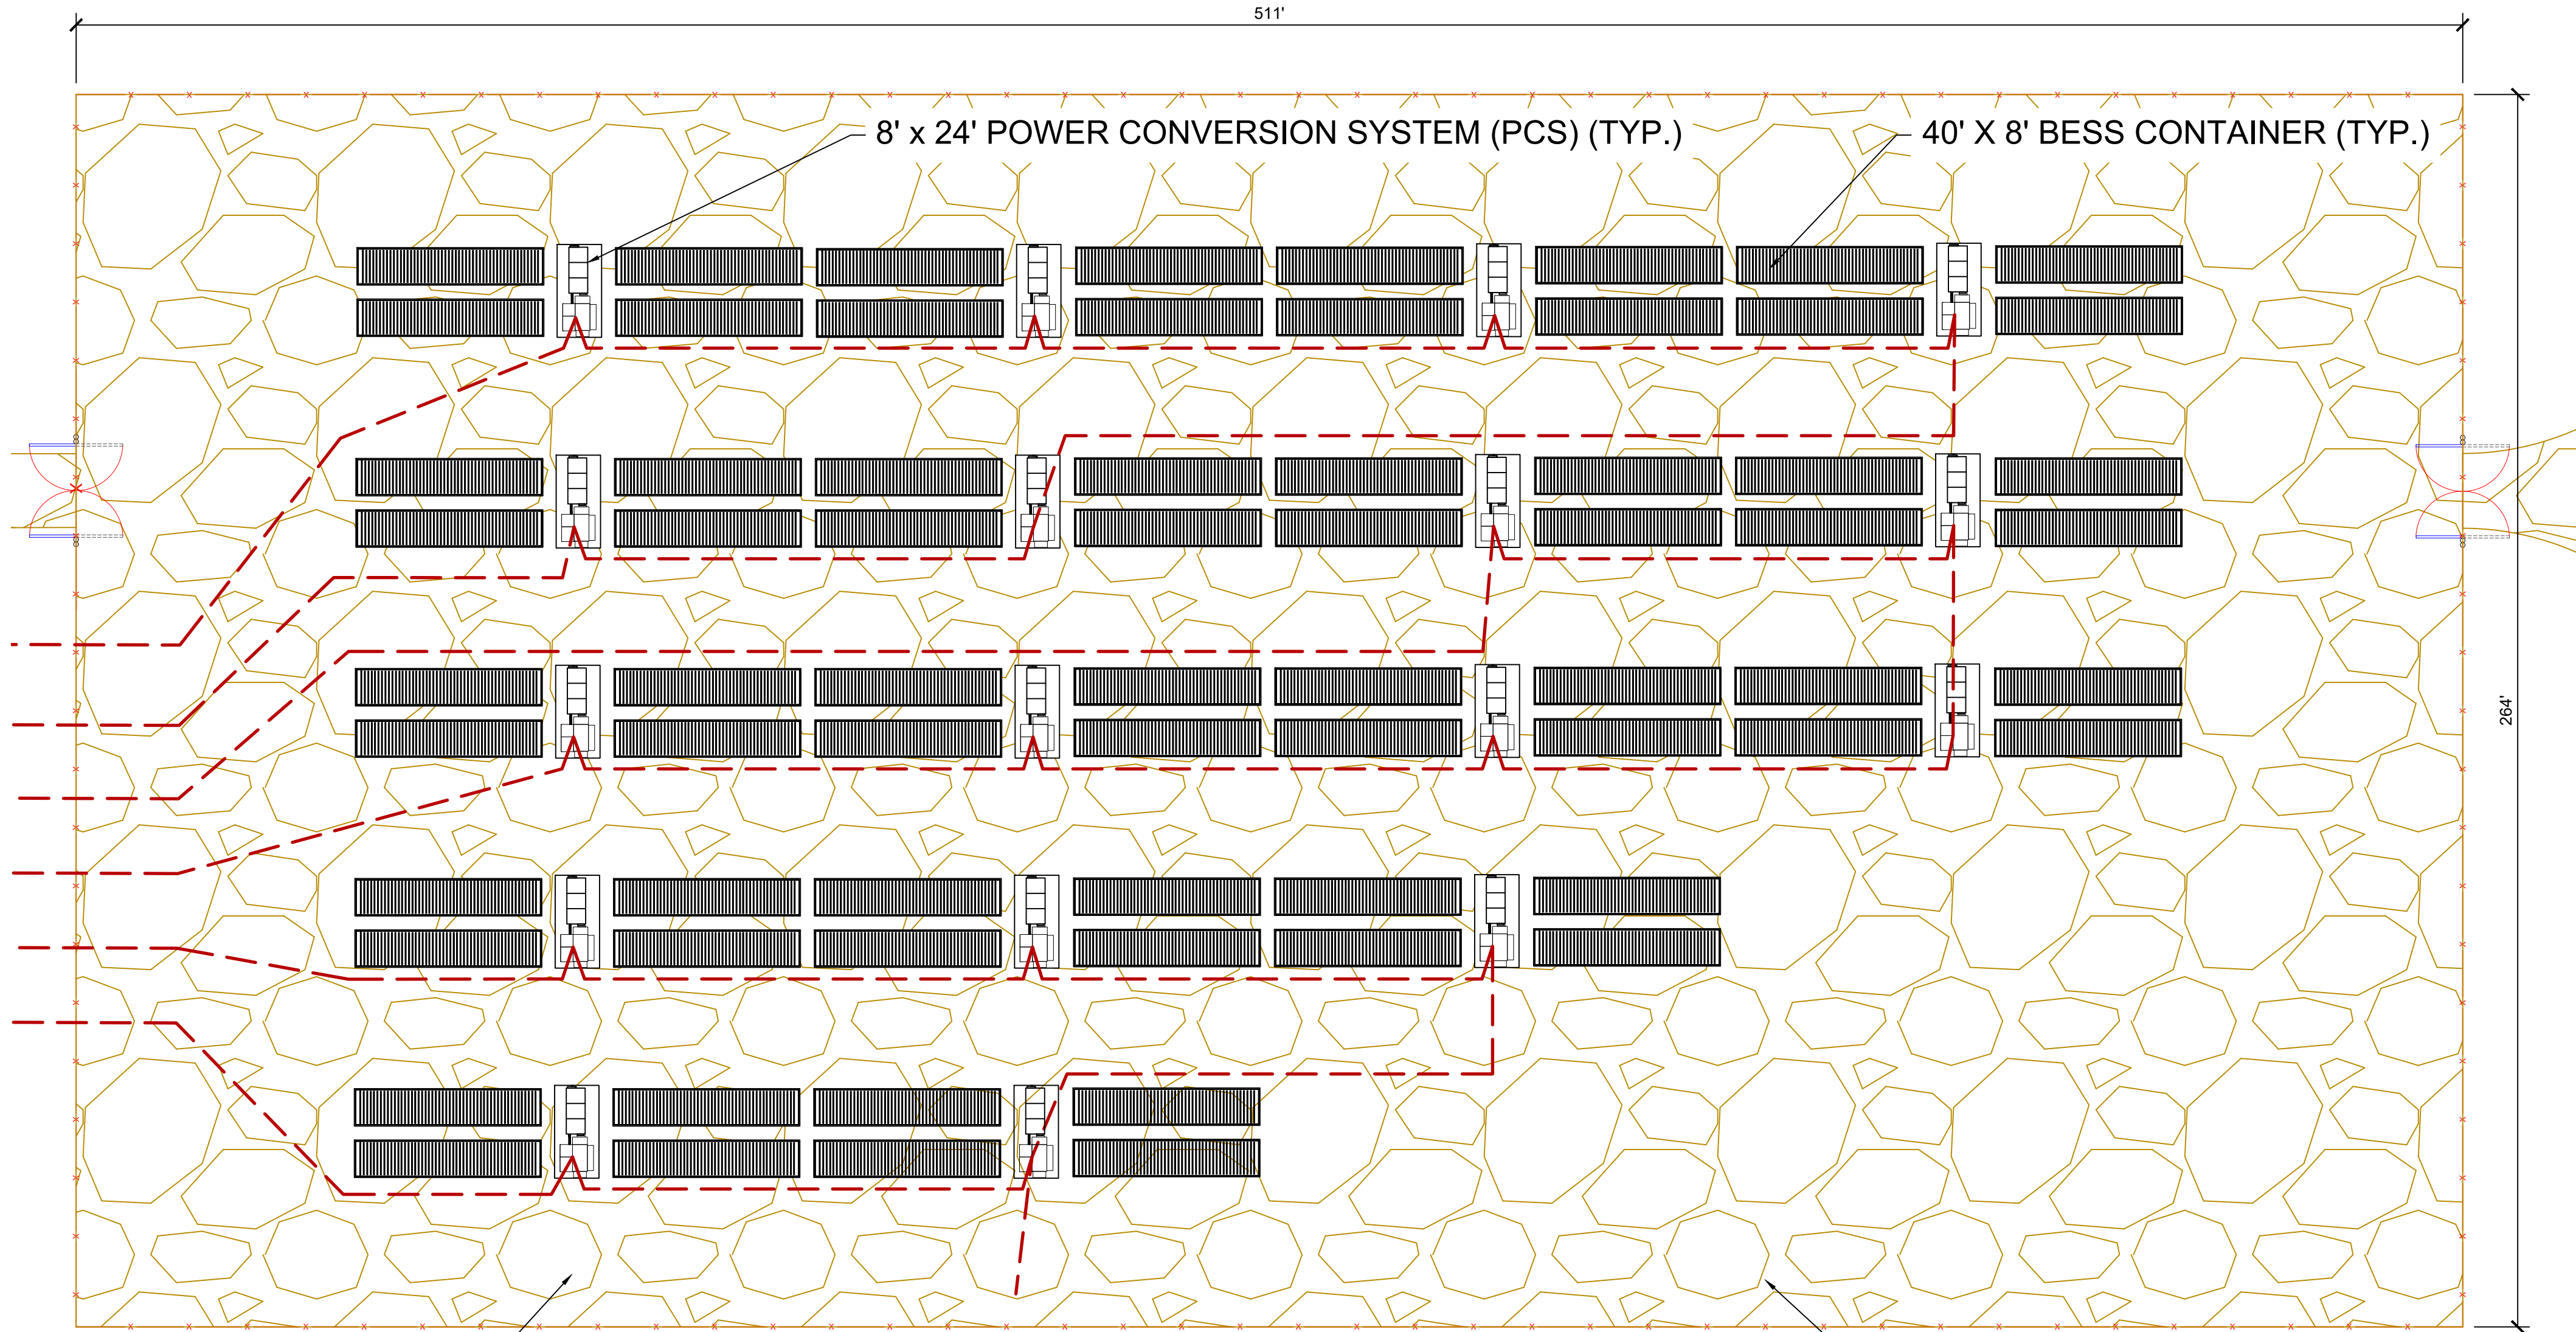 511'
8' x 24' POWER CONVERSION SYSTEM (PCS) (TYP.)
40' X 8' BESS CONTAINER (TYP.)
264'